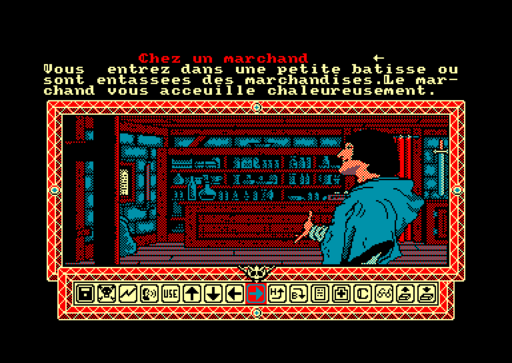 Chez un marchand
Vous entrez dans une petite batisse ou
sont entassees des marchandises.Le mar-
chand vous acceuille chaleureusement.
USE H B